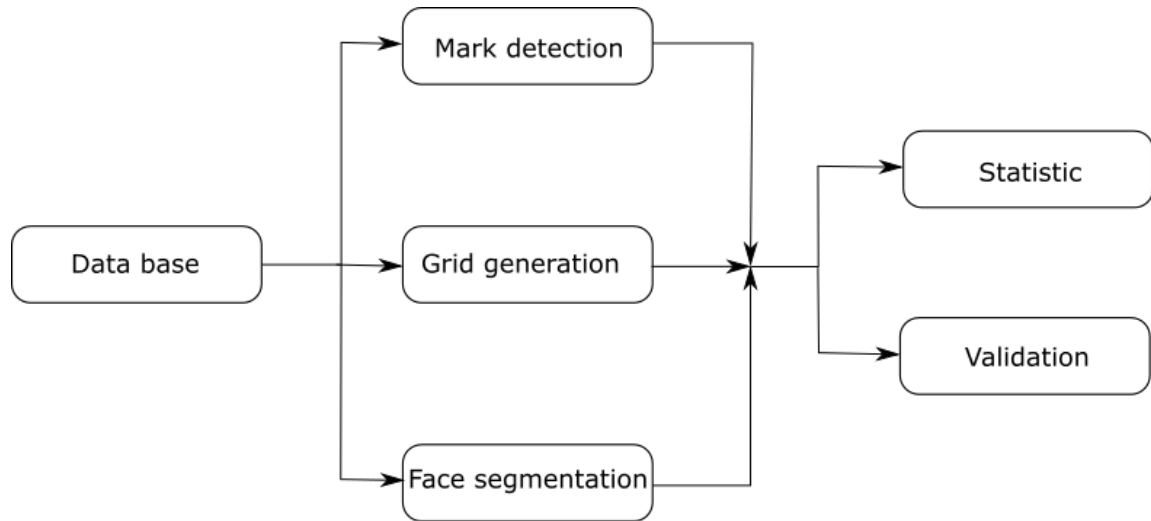 Mark detection
Statistic
Data base
Grid generation
Validation
Face segmentation